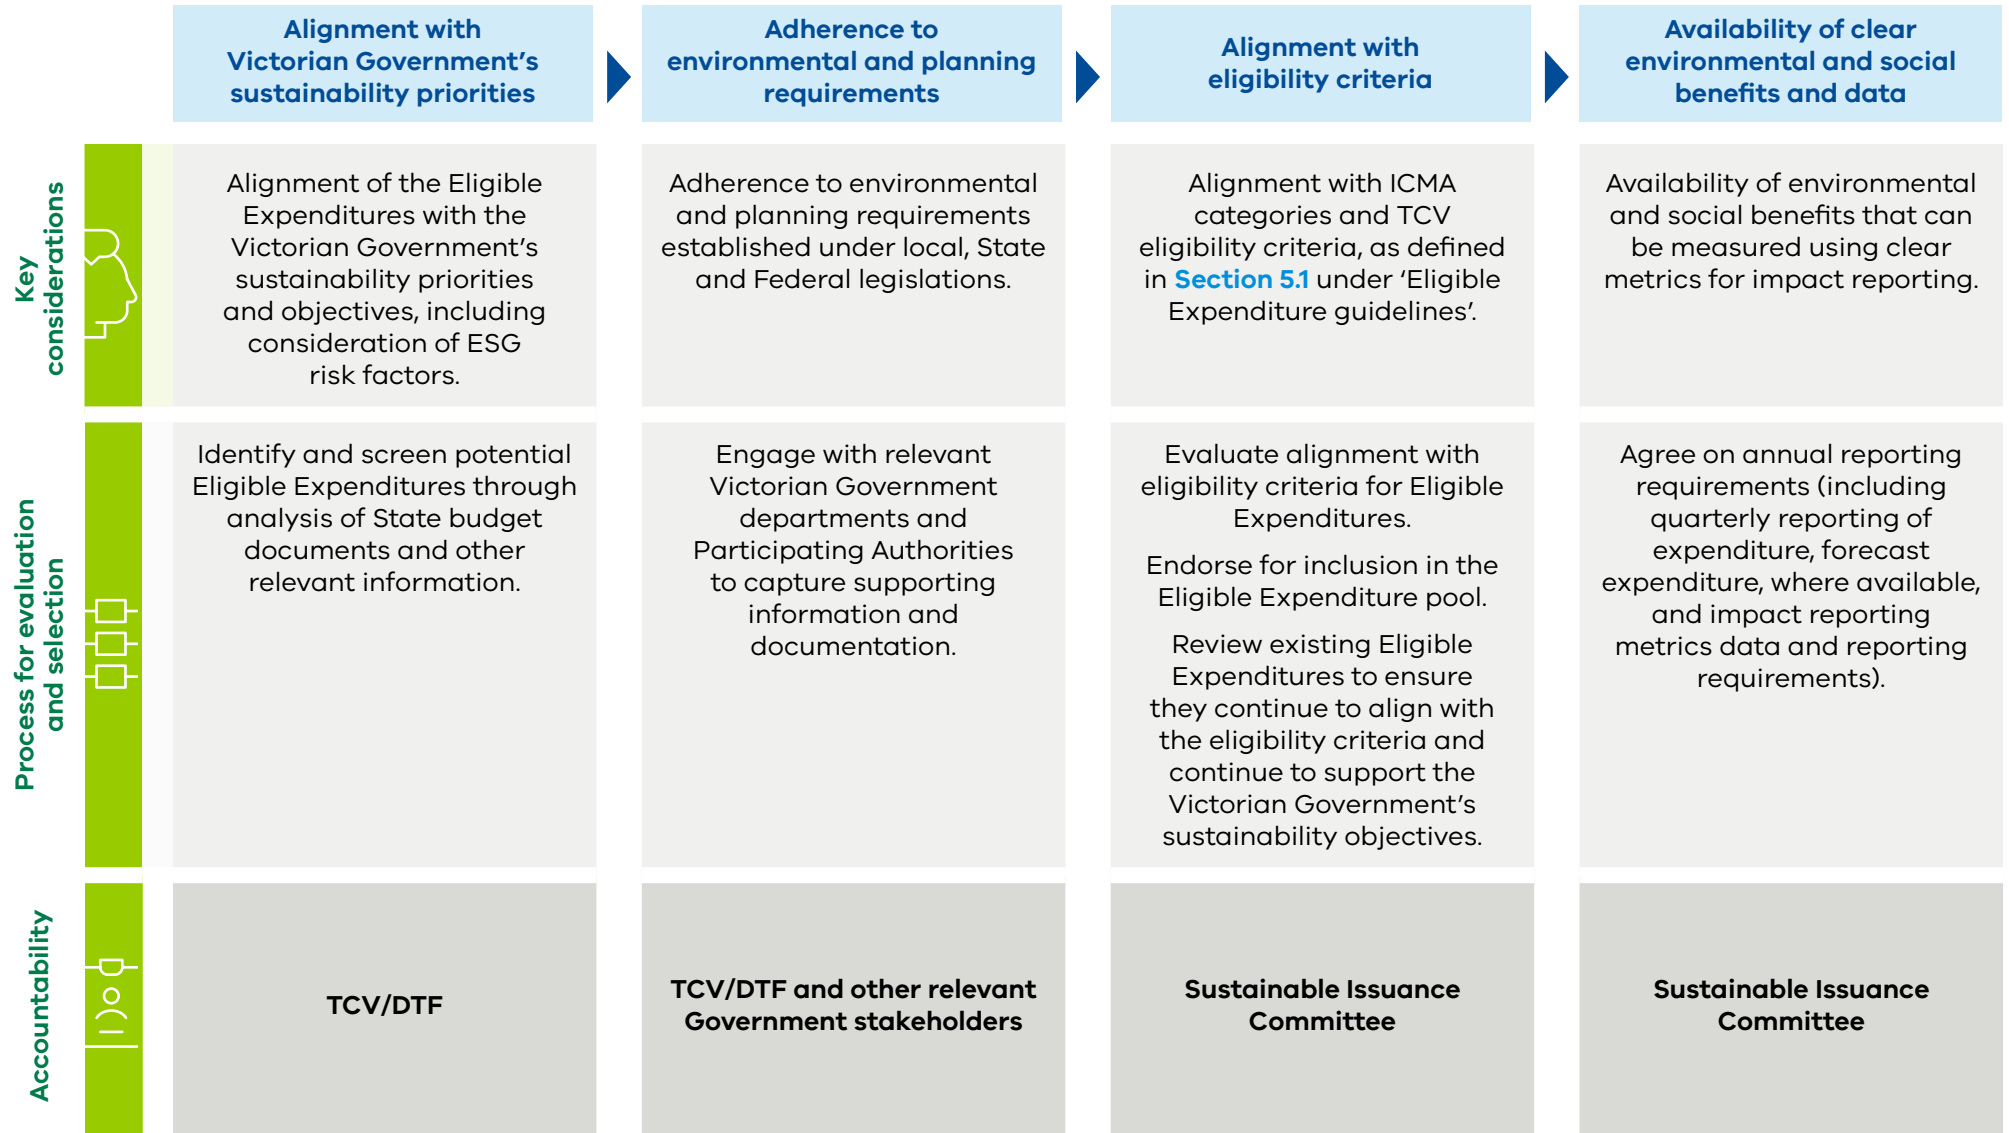 Alignment with
Victorian Government's
sustainability priorities
Adherence to
environmental and planning
requirements
Alignment with
eligibility criteria
Availability of clear
environmental and social
benefits and data
Key
considerations
Alignment of the Eligible
Expenditures with the
Victorian Government's
sustainability priorities
and objectives, including
consideration of ESG
risk factors.
Adherence to environmental
and planning requirements
established under local, State
and Federal legislations.
Alignment with ICMA
categories and TCV
eligibility criteria, as defined
in Section 5.1 under ‘Eligible
Expenditure guidelines’.
Availability of environmental
and social benefits that can
be measured using clear
metrics for impact reporting.
Process for evaluation
and selection
Identify and screen potential
Eligible Expenditures through
analysis of State budget
documents and other
relevant information.
Engage with relevant
Victorian Government
departments and
Participating Authorities
to capture supporting
information and
documentation.
Evaluate alignment with
eligibility criteria for Eligible
Expenditures.
Endorse for inclusion in the
Eligible Expenditure pool.
Review existing Eligible
Expenditures to ensure
they continue to align with
the eligibility criteria and
continue to support the
Victorian Government's
sustainability objectives.
Agree on annual reporting
requirements (including
quarterly reporting of
expenditure, forecast
expenditure, where available,
and impact reporting
metrics data and reporting
requirements).
Accountability
TCV/DTF
TCV/DTF and other relevant
Government stakeholders
Sustainable Issuance
Committee
Sustainable Issuance
Committee